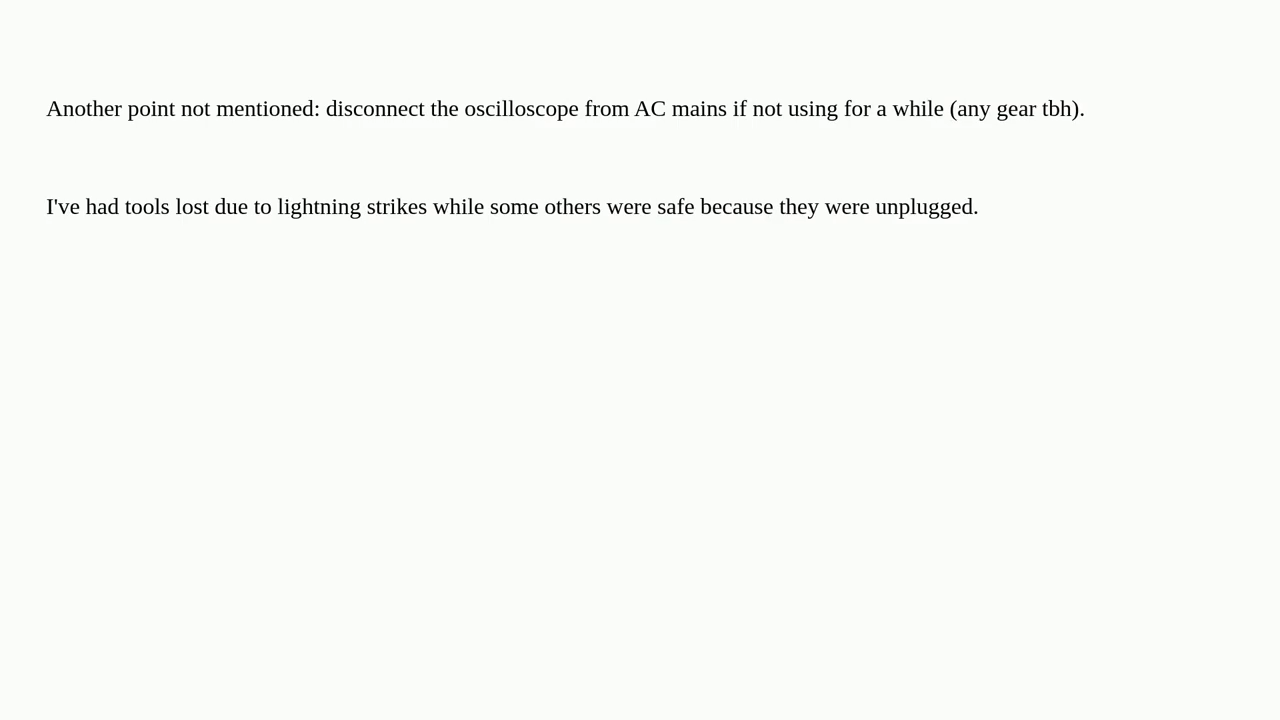 Another point not mentioned: disconnect the oscilloscope from AC mains if not using for a while (any gear tbh).
I've had tools lost due to lightning strikes while some others were safe because they were unplugged.